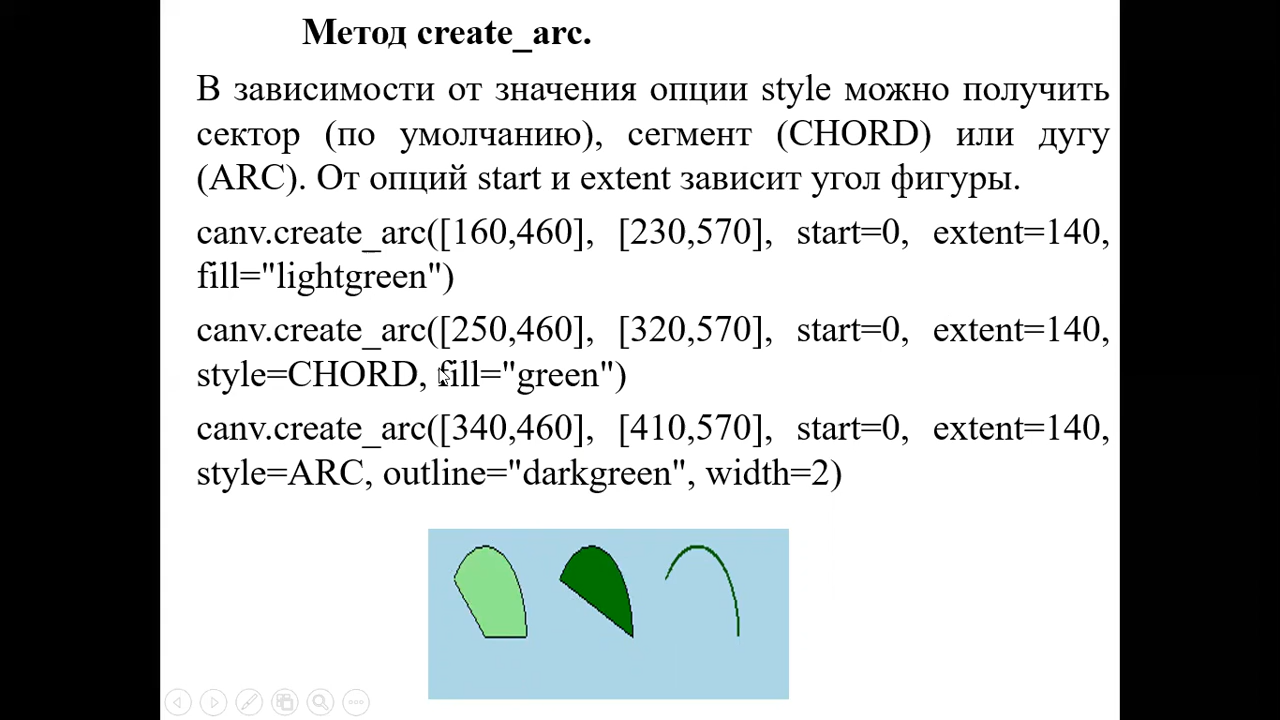 Метод create_arc.
В зависимости от значения опции style можно получить
сектор (по умолчанию), сегмент (CHORD) или дугу
(ARC). От опций start и extent зависит угол фигуры.
canv.create_arc([160,460], [230,570], start=0, extent=140,
fill="lightgreen")
canv.create_arc([250,460], [320,570], start=0, extent=140,
style=CHORD, fill="green")
canv.create_arc([340,460], [410,570], start=0, extent=140,
style=ARC, outline="darkgreen", width=2)